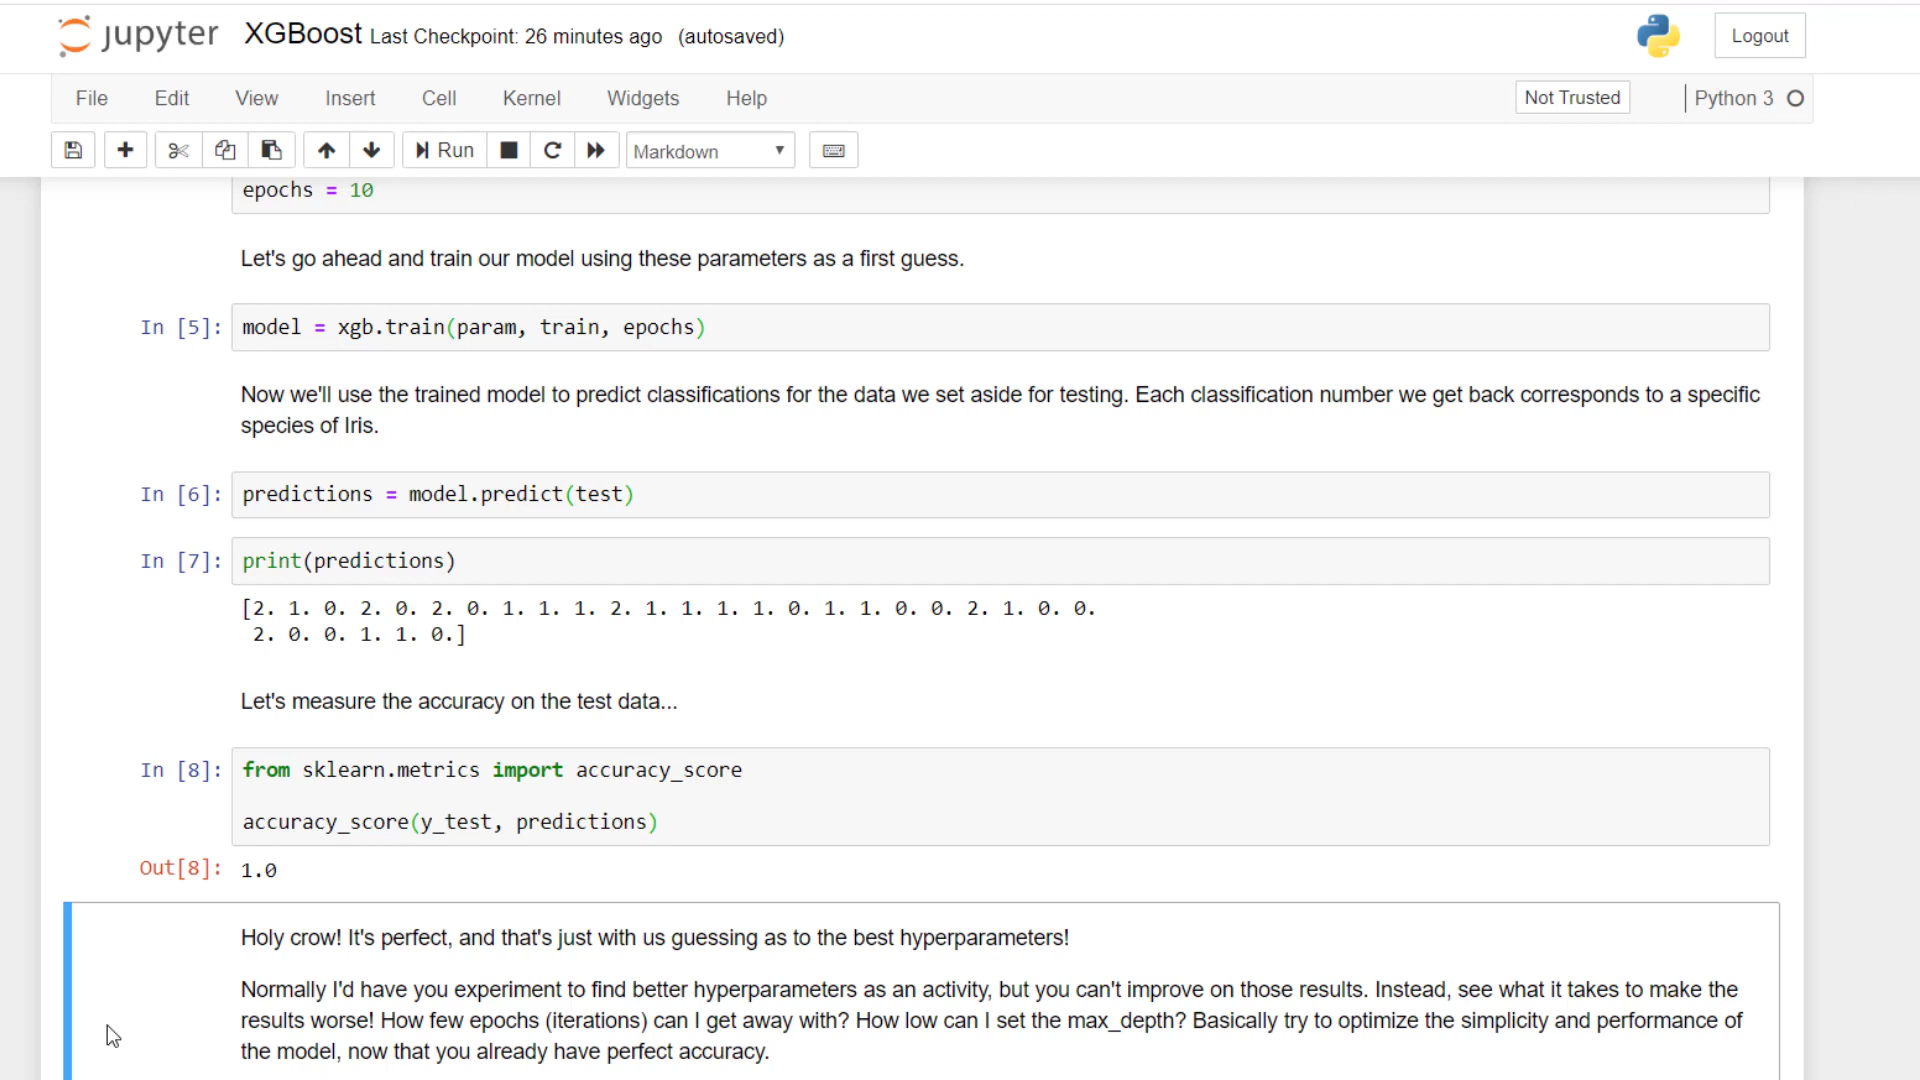 jupyter XGBoost Last Checkpoint: 26 minutes ago (autosaved) Logout
File Edit View Insert Cell Kernel Widgets Help Not Trusted Python 3
Run Markdown
epochs = 10
Let's go ahead and train our model using these parameters as a first guess.
In [5]: model = xgb.train(param, train, epochs)
Now we'll use the trained model to predict classifications for the data we set aside for testing. Each classification number we get back corresponds to a specific
species of Iris.
In [6]: predictions = model.predict(test)
In [7]: print(predictions)
[2. 1. 0. 2. 0. 2. 0. 1. 1. 1. 2. 1. 1. 1. 1. 0. 1. 1. 0. 0. 2. 1. 0. 0.
2. 0. 0. 1. 1. 0.]
Let's measure the accuracy on the test data...
In [8]: from sklearn.metrics import accuracy_score
accuracy_score(y_test, predictions)
Out[8]: 1.0
Holy crow! It's perfect, and that's just with us guessing as to the best hyperparameters!
Normally I'd have you experiment to find better hyperparameters as an activity, but you can't improve on those results. Instead, see what it takes to make the
results worse! How few epochs (iterations) can I get away with? How low can I set the max_depth? Basically try to optimize the simplicity and performance of
the model, now that you already have perfect accuracy.